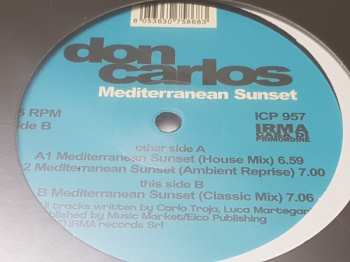 8 053830 758683
don
carlos
Mediterranean Sunset
RPM
side B
ICP 957
IRMA
other side A
A1 Mediterranean Sunset (House Mix) 6.59
2 Mediterranean Sunset (Ambient Reprise) 7.00
this side B
B Mediterranean Sunset (Classic Mix) 7.06
all tracks written by Carlo Troja, Luca Martegani
published by Music Market/Eico Publishing
IRMA records Srl